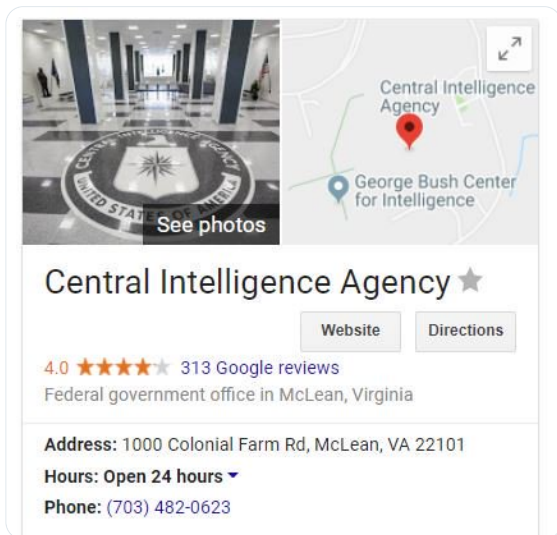 CENTRAL INTELLIGENCE AGENCY
UNITED STATES OF AMERICA
See photos
Central Intelligence
Agency
George Bush Center
for Intelligence
Central Intelligence Agency
Website
Directions
4.0 313 Google reviews
Federal government office in McLean, Virginia
Address: 1000 Colonial Farm Rd, McLean, VA 22101
Hours: Open 24 hours
Phone: (703) 482-0623